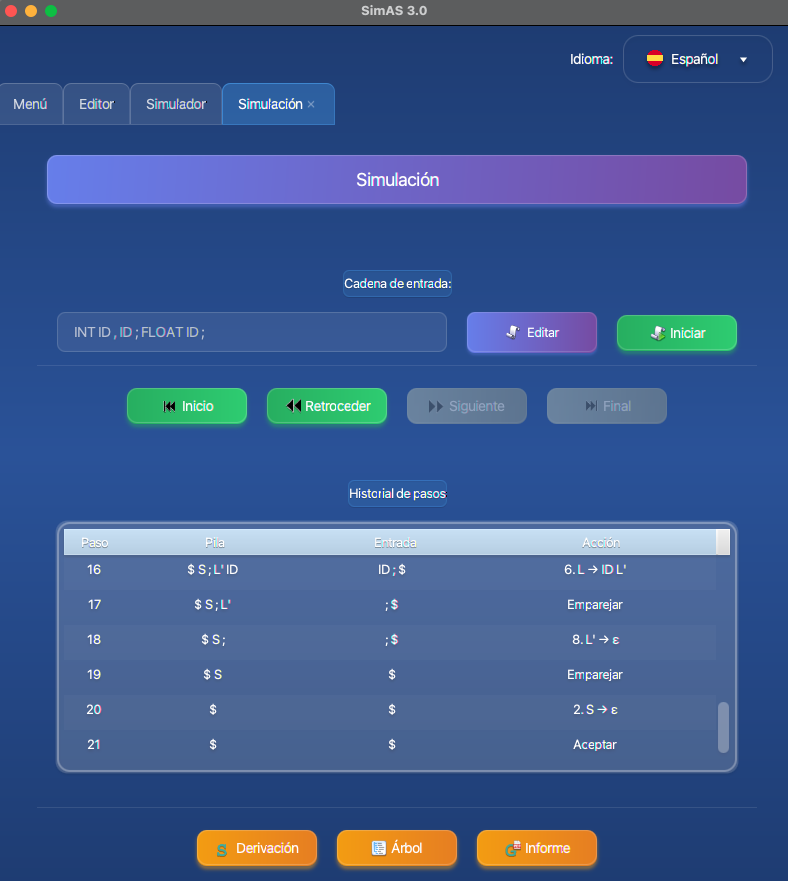 SimAS 3.0
Idioma: Español
Menú Editor Simulador Simulación ×
Simulación
Cadena de entrada:
INT ID , ID ; FLOAT ID ;
Editar
Iniciar
Inicio Retroceder Siguiente Final
Historial de pasos
Paso Pila Entrada Acción
16 $ S ; L' ID ID ; $ 6. L → ID L'
17 $ S ; L' ; $ Emparejar
18 $ S ; ; $ 8. L' → ε
19 $ S $ Emparejar
20 $ $ 2. S → ε
21 $ $ Aceptar
Derivación Árbol Informe